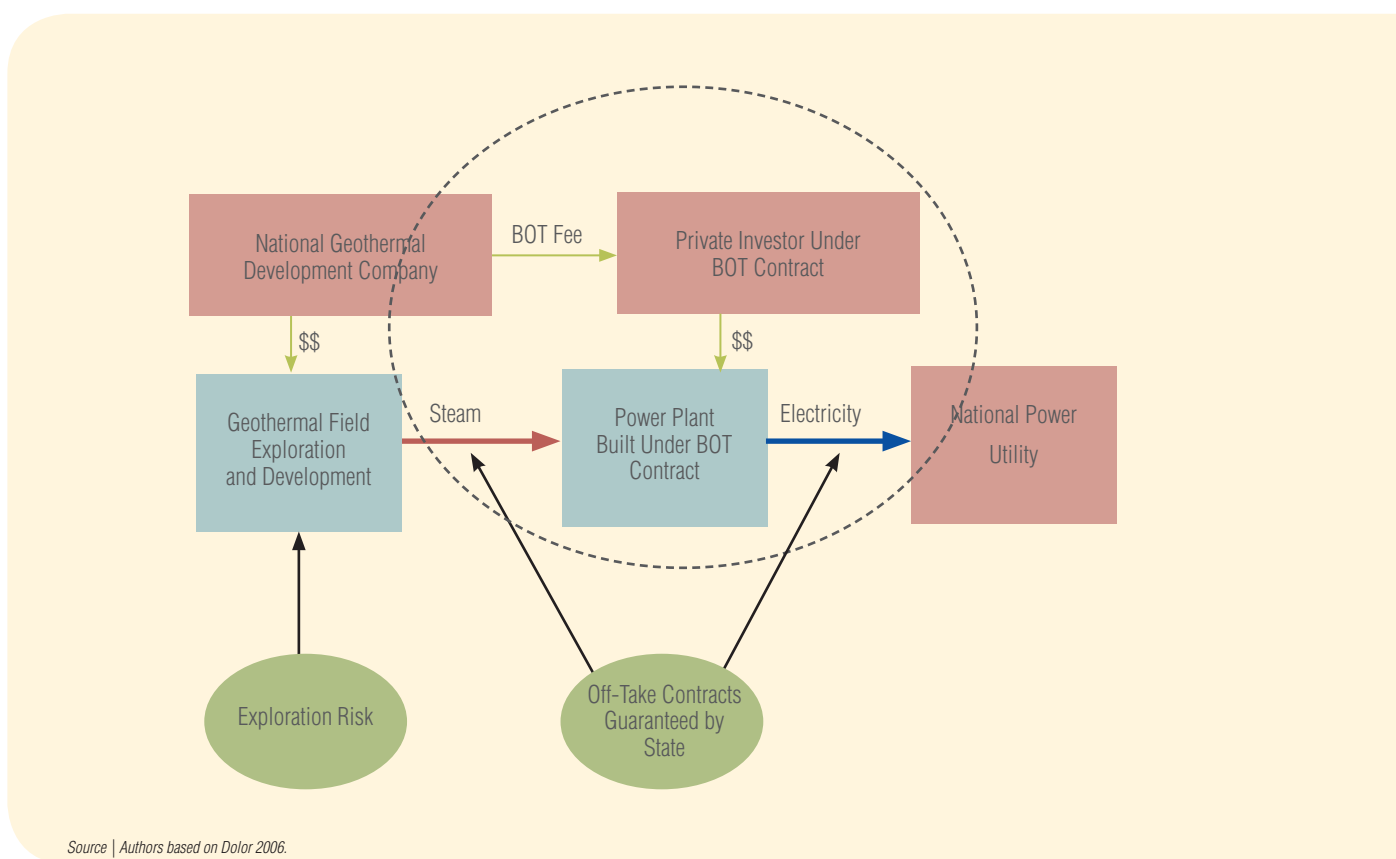 National Geothermal
Development Company
BOT Fee
Private Investor Under
BOT Contract
$$
$$
Geothermal Field
Exploration
and Development
Steam
Power Plant
Built Under BOT
Contract
Electricity
National Power
Utility
Exploration Risk
Off-Take Contracts
Guaranteed by
State
Source | Authors based on Dolor 2006.